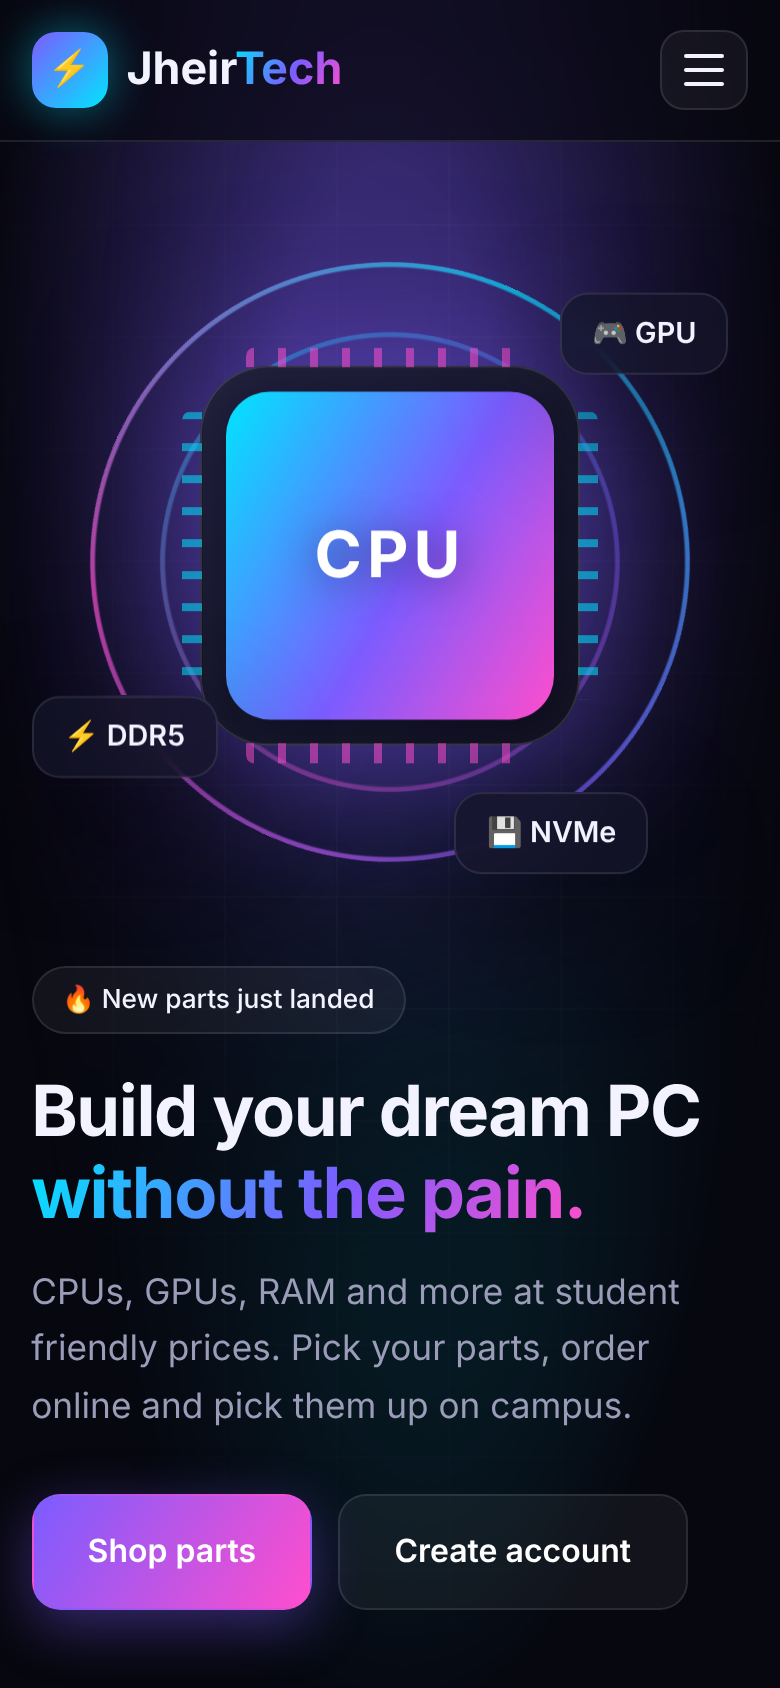 JheirTech
🎮 GPU
CPU
⚡ DDR5
💾 NVMe
🔥 New parts just landed
Build your dream PC
without the pain.
CPUs, GPUs, RAM and more at student
friendly prices. Pick your parts, order
online and pick them up on campus.
Shop parts
Create account